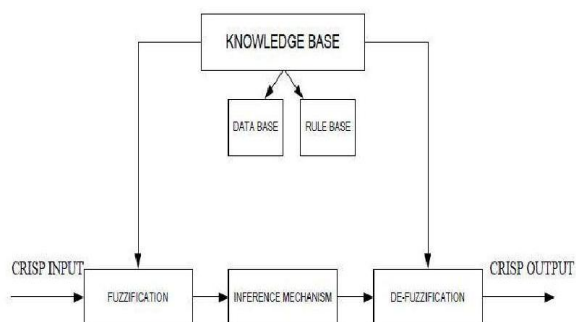 KNOWLEDGE BASE
DATA BASE
RULE BASE
CRISP INPUT
CRISP OUTPUT
FUZZIFICATION
INFERENCE MECHANISM
DE-FUZZIFICATION